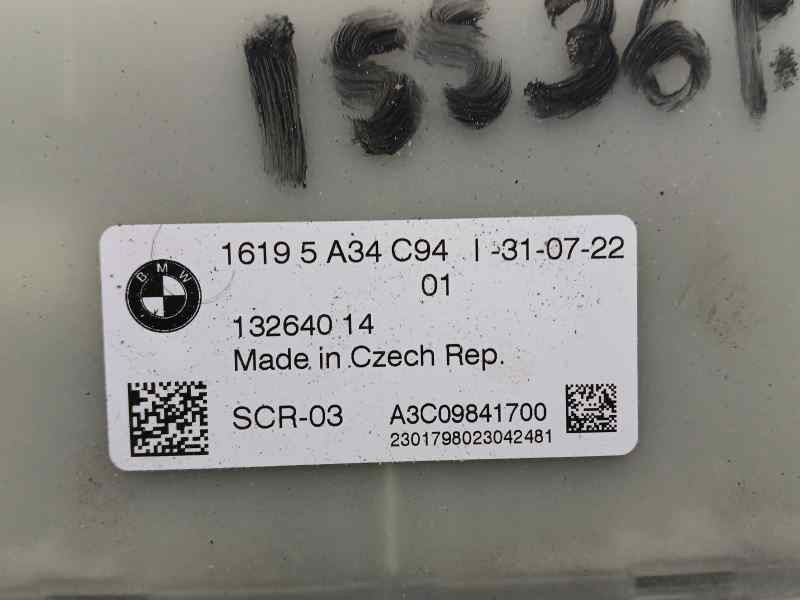 15536
1619 5 A34 C94 I -31-07-22
01
BMW
132640 14
Made in Czech Rep.
SCR-03 A3C09841700
2301798023042481